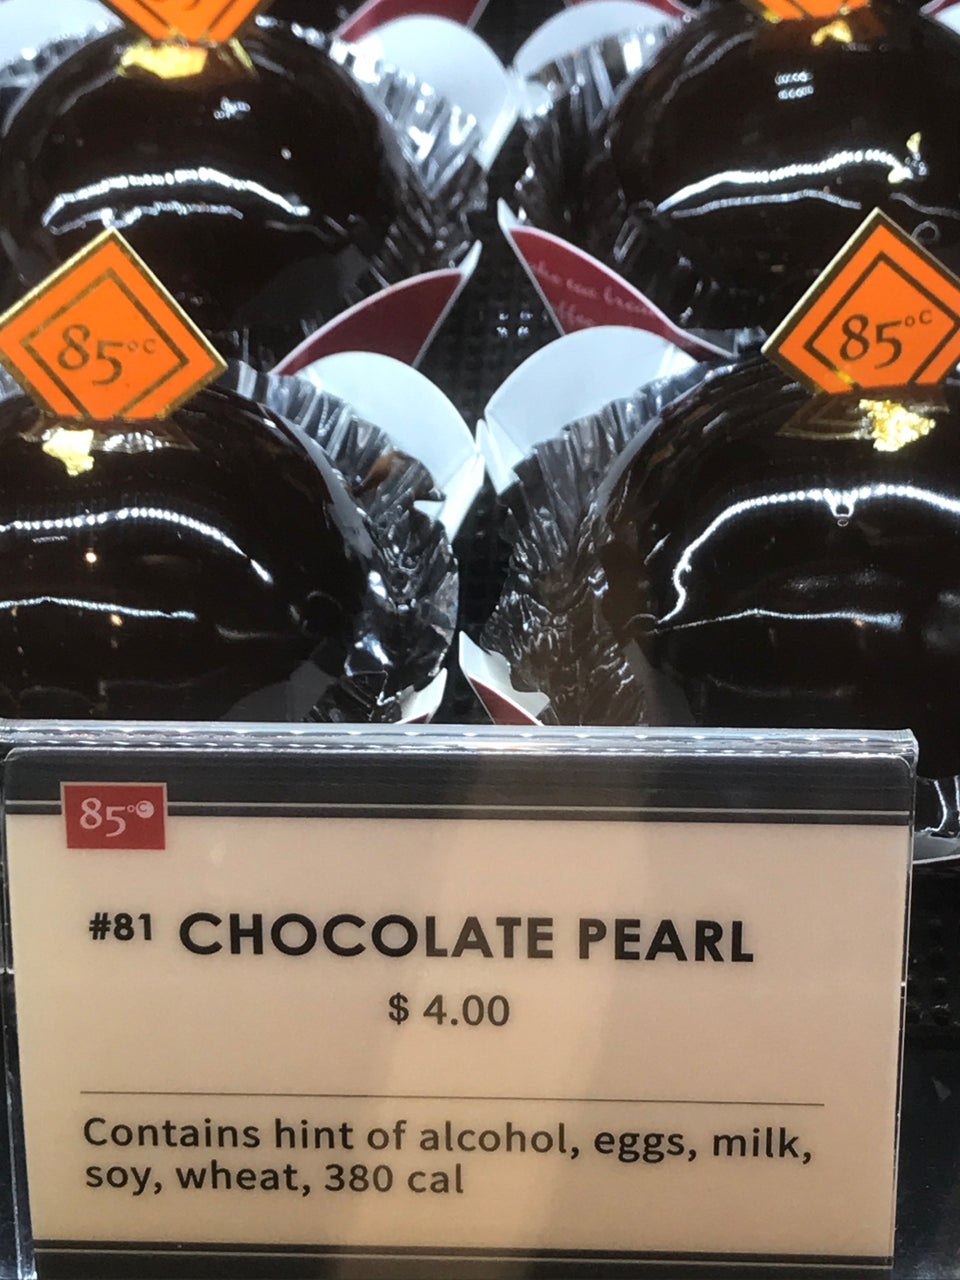 85°C
85°C
85°C
#81 CHOCOLATE PEARL
$ 4.00
Contains hint of alcohol, eggs, milk,
soy, wheat, 380 cal